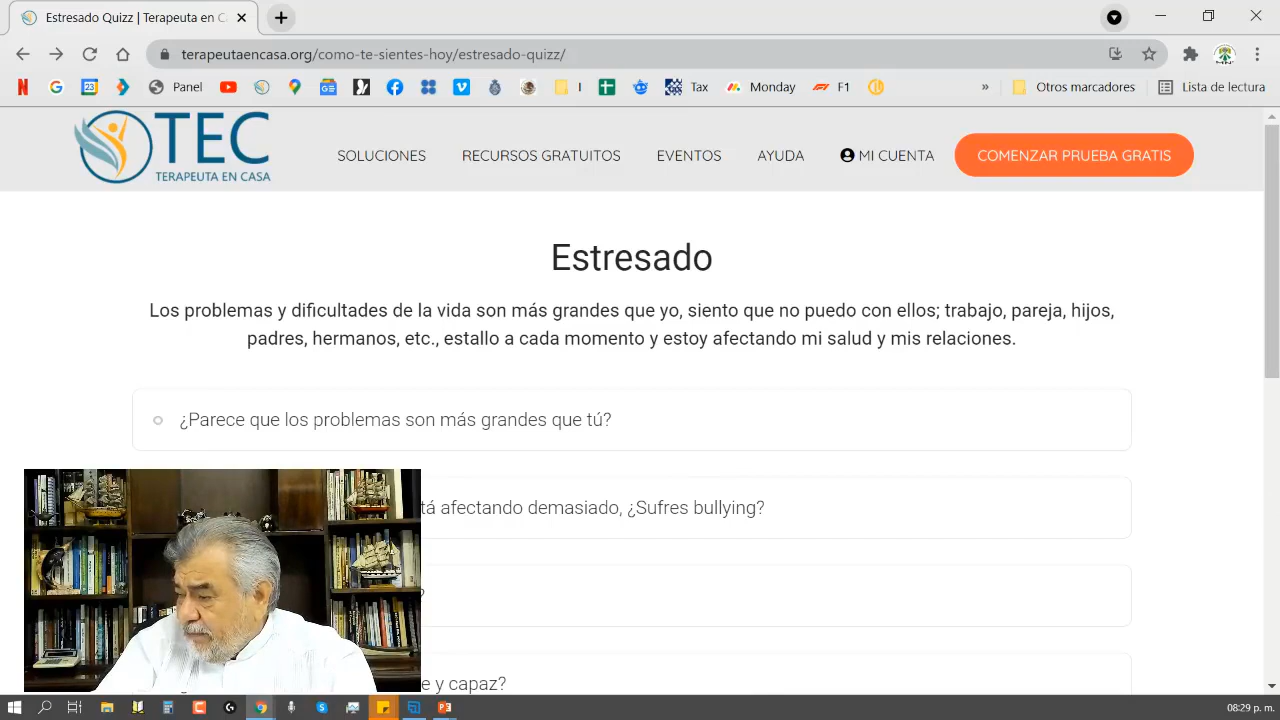 Estresado Quizz | Terapeuta en C
terapeutaencasa.org/como-te-sientes-hoy/estresado-quizz/
Panel
I
Tax
Monday
F1
»
Otros marcadores
Lista de lectura
TEC
TERAPEUTA EN CASA
SOLUCIONES
RECURSOS GRATUITOS
EVENTOS
AYUDA
MI CUENTA
COMENZAR PRUEBA GRATIS
Estresado
Los problemas y dificultades de la vida son más grandes que yo, siento que no puedo con ellos; trabajo, pareja, hijos,
padres, hermanos, etc., estallo a cada momento y estoy afectando mi salud y mis relaciones.
¿Parece que los problemas son más grandes que tú?
tá afectando demasiado, ¿Sufres bullying?
?
e y capaz?
08:29 p. m.